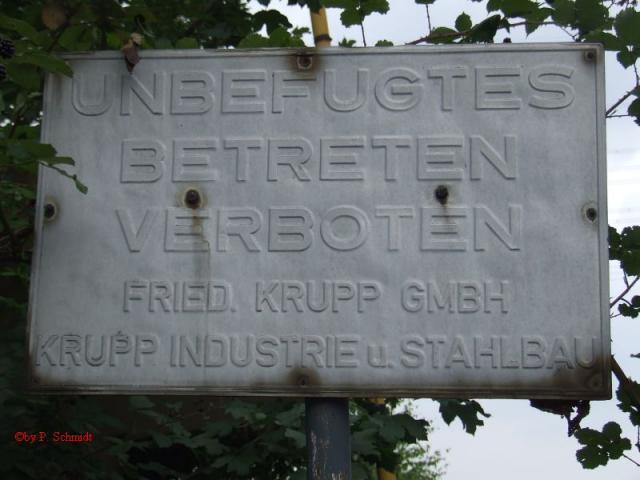 UNBEFUGTES
BETRETEN
VERBOTEN
FRIED. KRUPP GMBH
KRUPP INDUSTRIE u. STAHLBAU
©by P. Schmidt